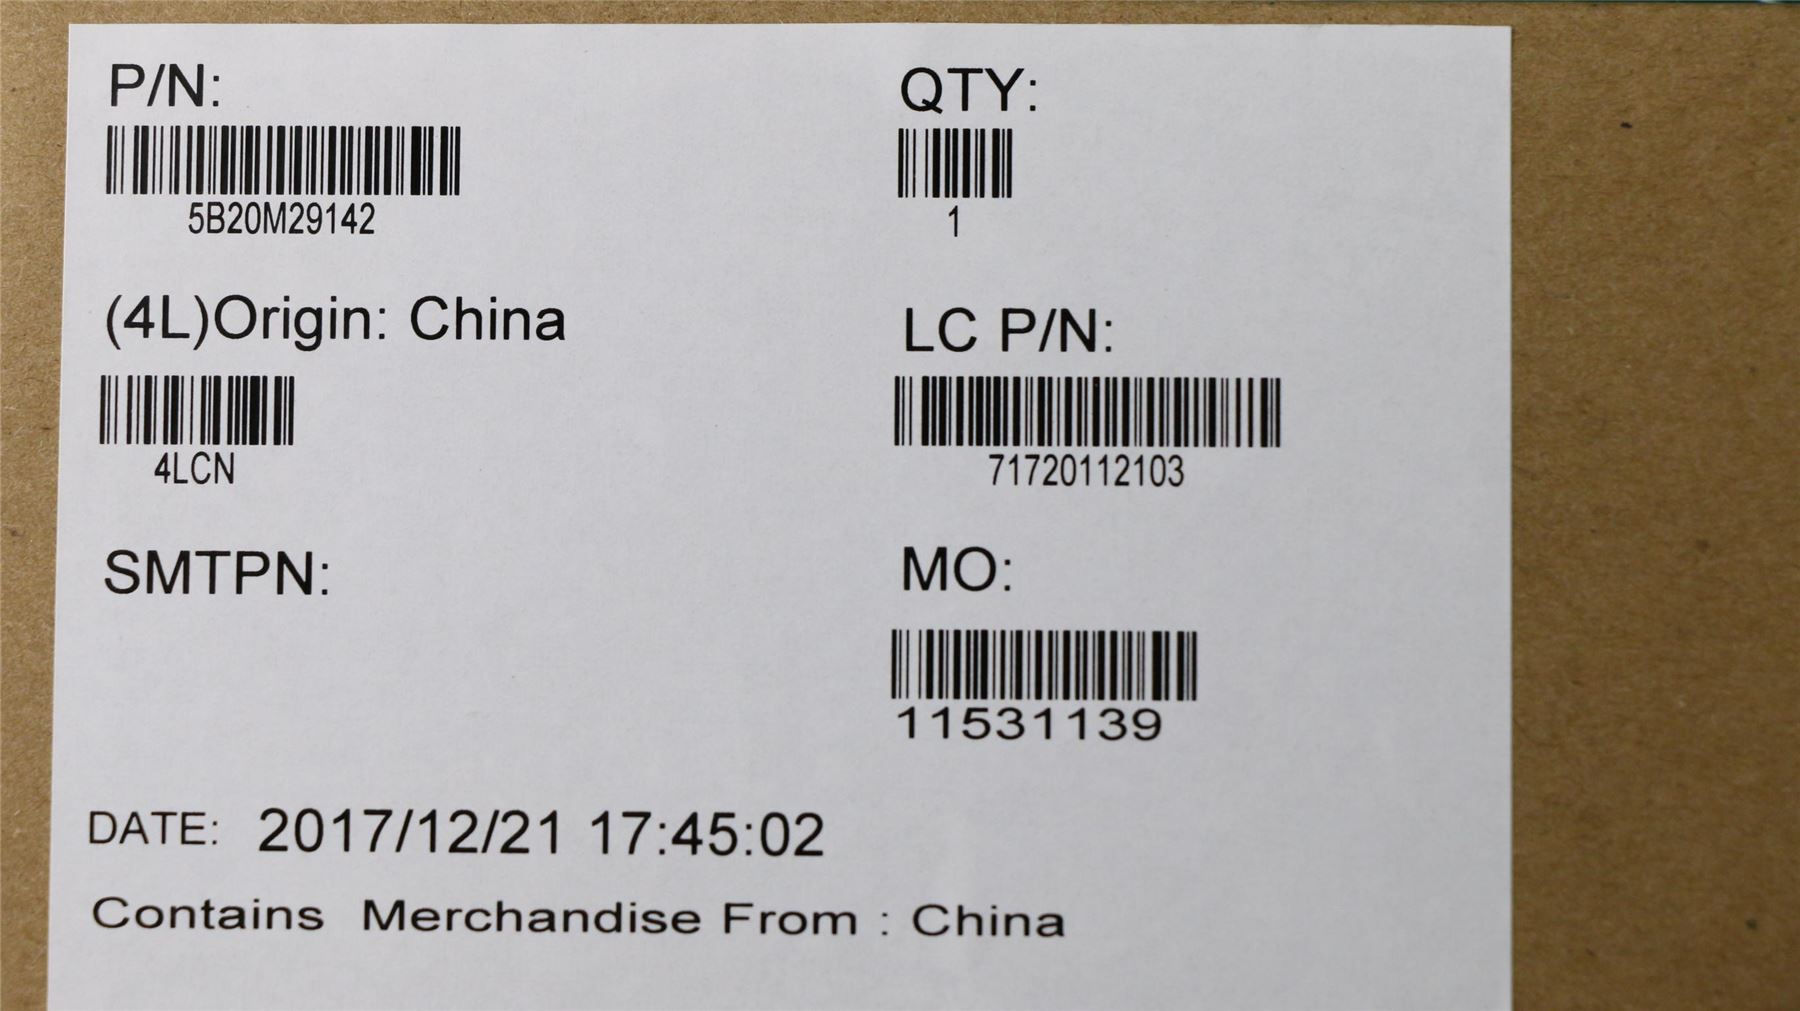 P/N:
5B20M29142
QTY:
1
(4L)Origin: China
4LCN
LC P/N:
71720112103
SMTPN:
MO:
11531139
DATE: 2017/12/21 17:45:02
Contains Merchandise From : China